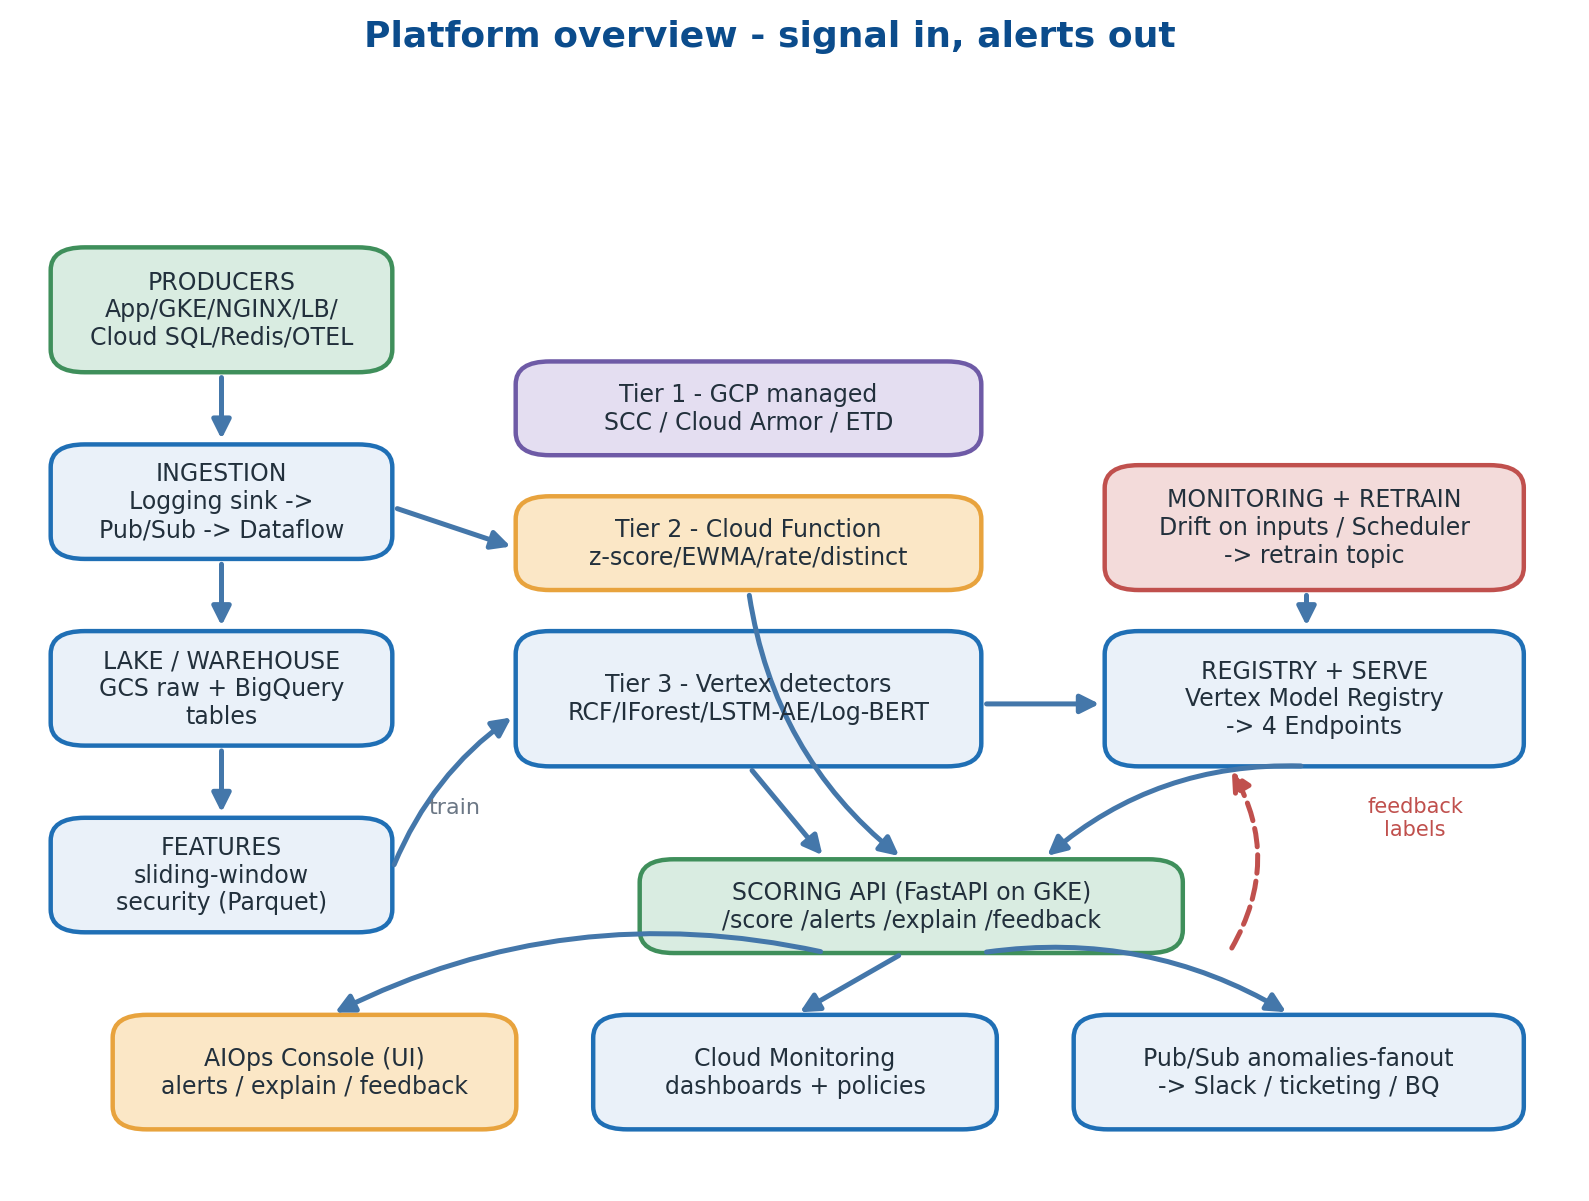 Platform overview - signal in, alerts out
PRODUCERS
App/GKE/NGINX/LB/
Cloud SQL/Redis/OTEL
Tier 1 - GCP managed
SCC / Cloud Armor / ETD
INGESTION
Logging sink ->
Pub/Sub -> Dataflow
Tier 2 - Cloud Function
z-score/EWMA/rate/distinct
MONITORING + RETRAIN
Drift on inputs / Scheduler
-> retrain topic
LAKE / WAREHOUSE
GCS raw + BigQuery
tables
Tier 3 - Vertex detectors
RCF/IForest/LSTM-AE/Log-BERT
REGISTRY + SERVE
Vertex Model Registry
-> 4 Endpoints
train
feedback
labels
FEATURES
sliding-window
security (Parquet)
SCORING API (FastAPI on GKE)
/score /alerts /explain /feedback
AIOps Console (UI)
alerts / explain / feedback
Cloud Monitoring
dashboards + policies
Pub/Sub anomalies-fanout
-> Slack / ticketing / BQ